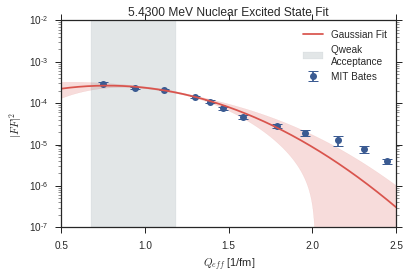 5.4300 MeV Nuclear Excited State Fit
10^-2
10^-3
10^-4
10^-5
10^-6
10^-7
|FF|^2
Gaussian Fit
Qweak
Acceptance
MIT Bates
0.5 1.0 1.5 2.0 2.5
Q_eff [1/fm]